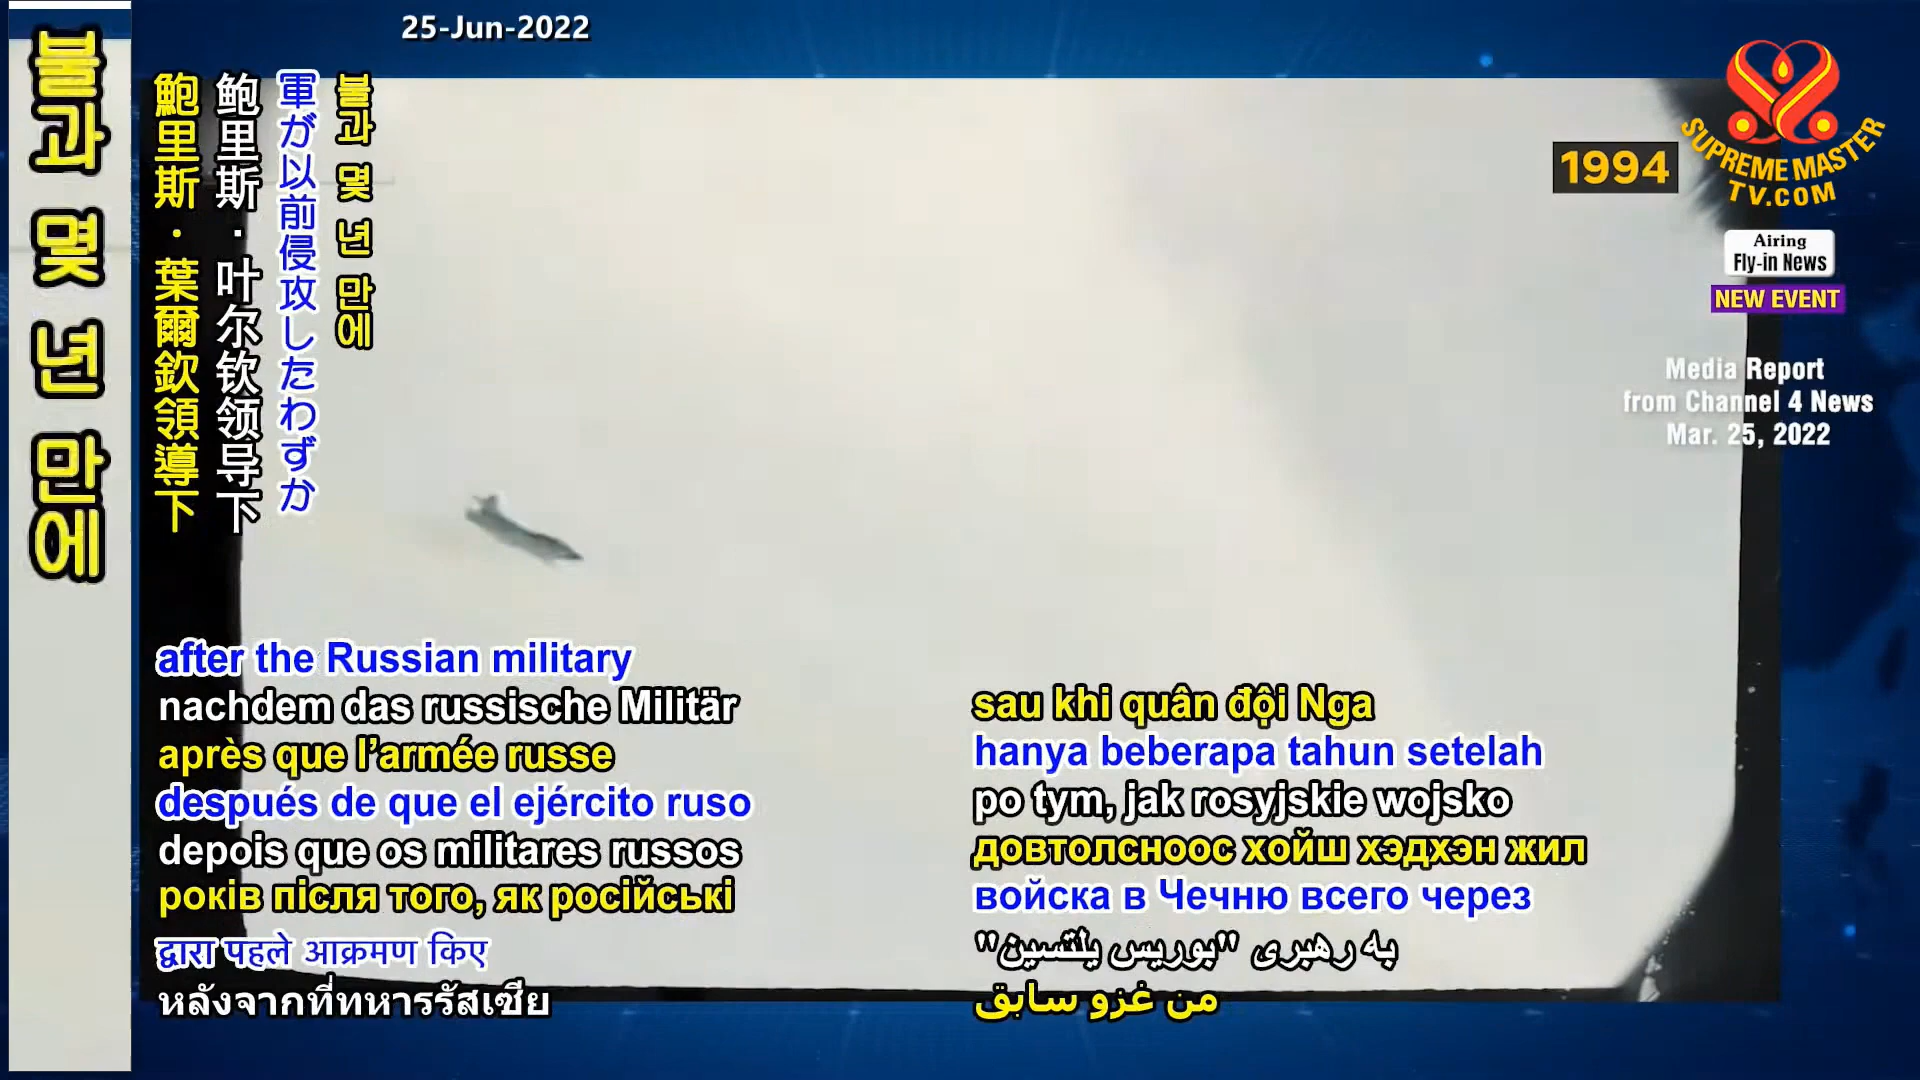 25-Jun-2022
불과 몇 년 만에
鮑里斯·葉爾欽領導下
鲍里斯·叶尔钦领导下
軍が以前侵攻したわずか
불과 몇 년 만에
1994
SUPREME MASTER
TV.COM
Airing
Fly-in News
NEW EVENT
Media Report
from Channel 4 News
Mar. 25, 2022
after the Russian military
nachdem das russische Militär
après que l’armée russe
después de que el ejército ruso
depois que os militares russos
років після того, як російські
द्वारा पहले आक्रमण किए
หลังจากที่ทหารรัสเซีย
sau khi quân đội Nga
hanya beberapa tahun setelah
po tym, jak rosyjskie wojsko
довтолсноос хойш хэдхэн жил
войска в Чечню всего через
به رهبری "بوریس یلتسین"
من غزو سابق